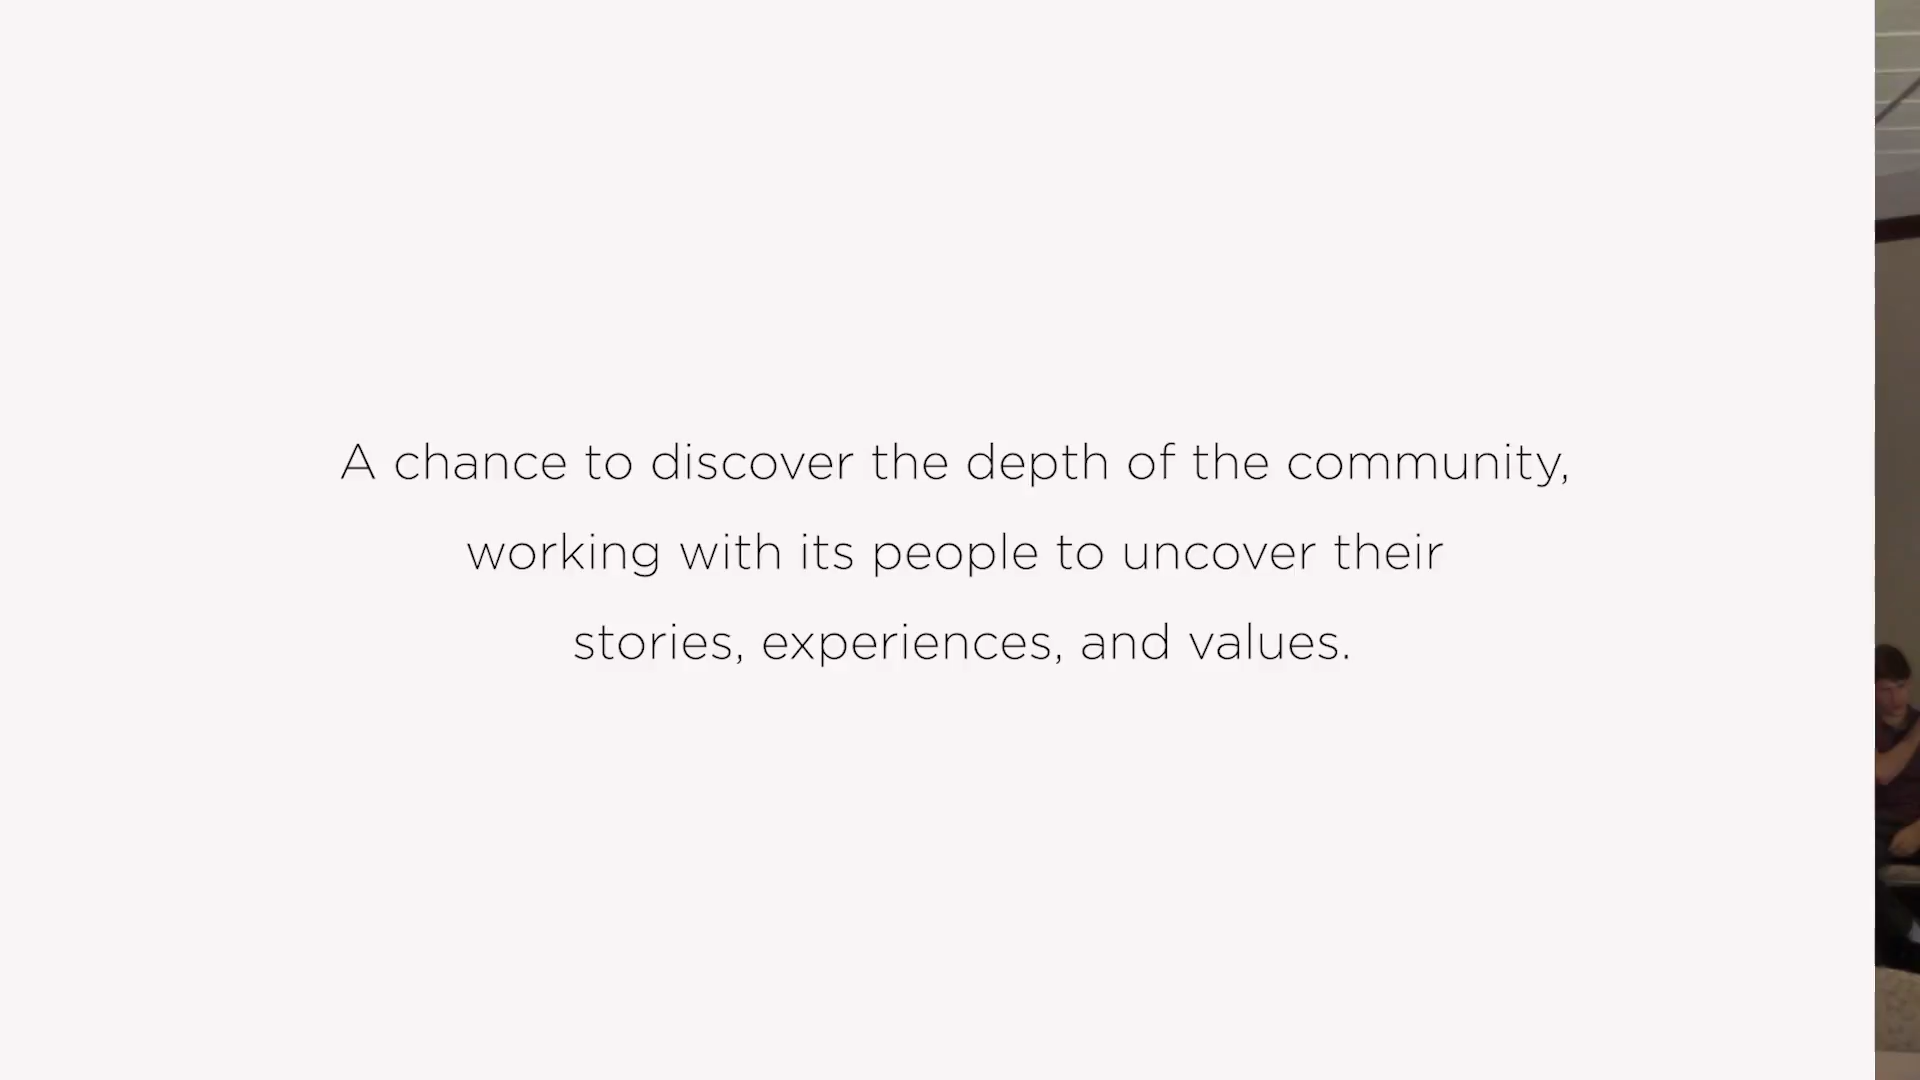 A chance to discover the depth of the community,
working with its people to uncover their
stories, experiences, and values.